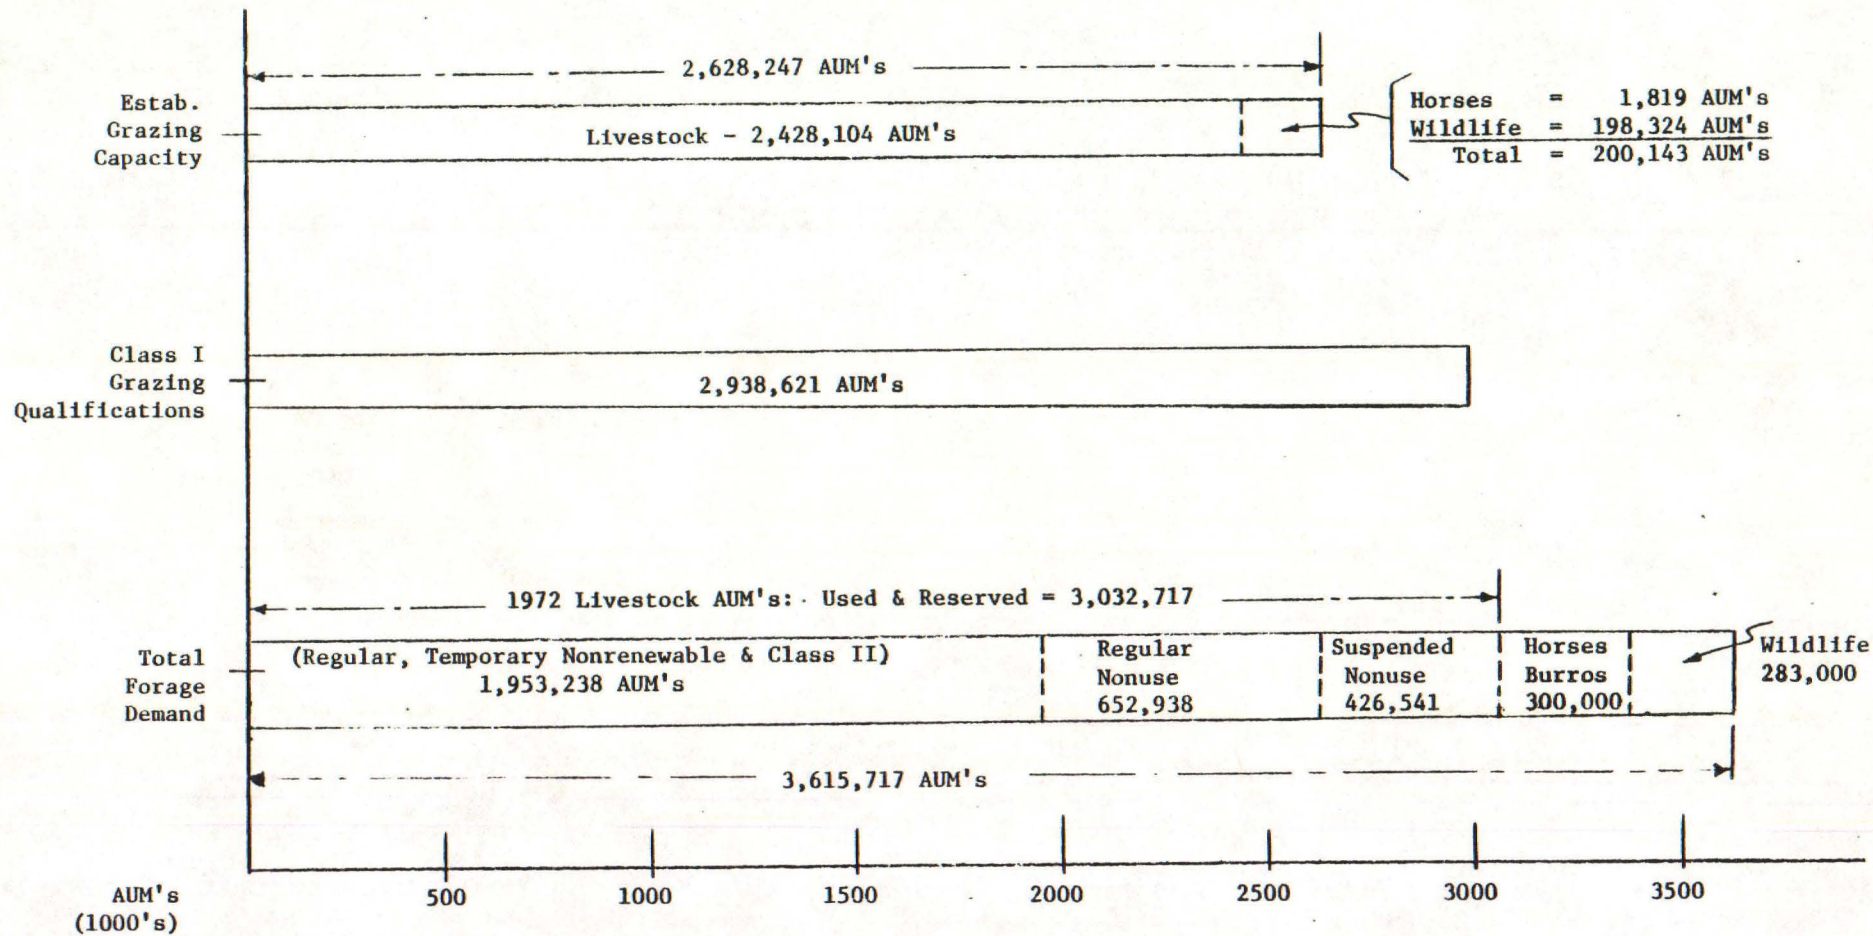 2,628,247 AUM's
Estab.
Grazing
Capacity
Livestock - 2,428,104 AUM's
Horses = 1,819 AUM's
Wildlife = 198,324 AUM's
Total = 200,143 AUM's
Class I
Grazing
Qualifications
2,938,621 AUM's
1972 Livestock AUM's: Used & Reserved = 3,032,717
Total
Forage
Demand
(Regular, Temporary Nonrenewable & Class II)
1,953,238 AUM's
Regular
Nonuse
652,938
Suspended
Nonuse
426,541
Horses
Burros
300,000
Wildlife
283,000
3,615,717 AUM's
AUM's
(1000's)
500 1000 1500 2000 2500 3000 3500